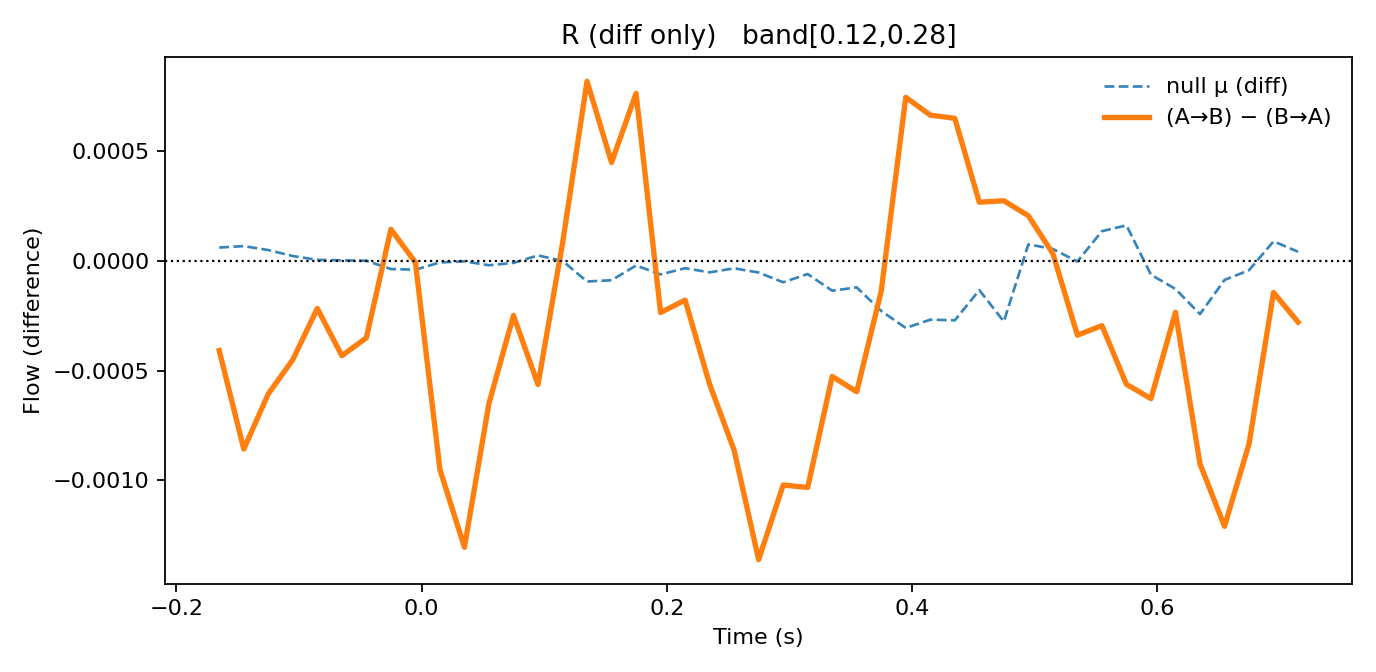 R (diff only)   band[0.12,0.28]
null μ (diff)
(A→B) − (B→A)
Flow (difference)
0.0005
0.0000
−0.0005
−0.0010
−0.2
0.0
0.2
0.4
0.6
Time (s)